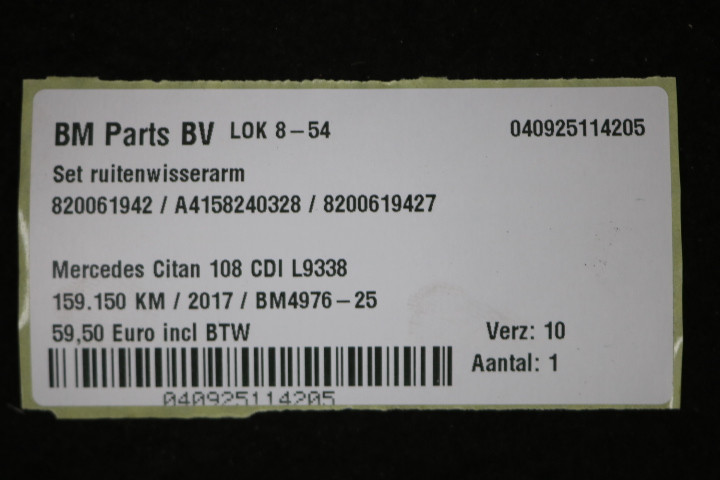 BM Parts BV LOK 8-54 040925114205
Set ruitenwisserarm
820061942 / A4158240328 / 8200619427
Mercedes Citan 108 CDI L9338
159.150 KM / 2017 / BM4976-25
59,50 Euro incl BTW Verz: 10
Aantal: 1
040925114205